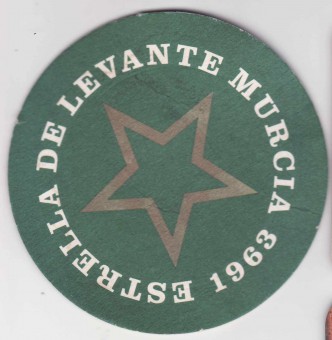 ESTRELLA DE LEVANTE MURCIA 1963